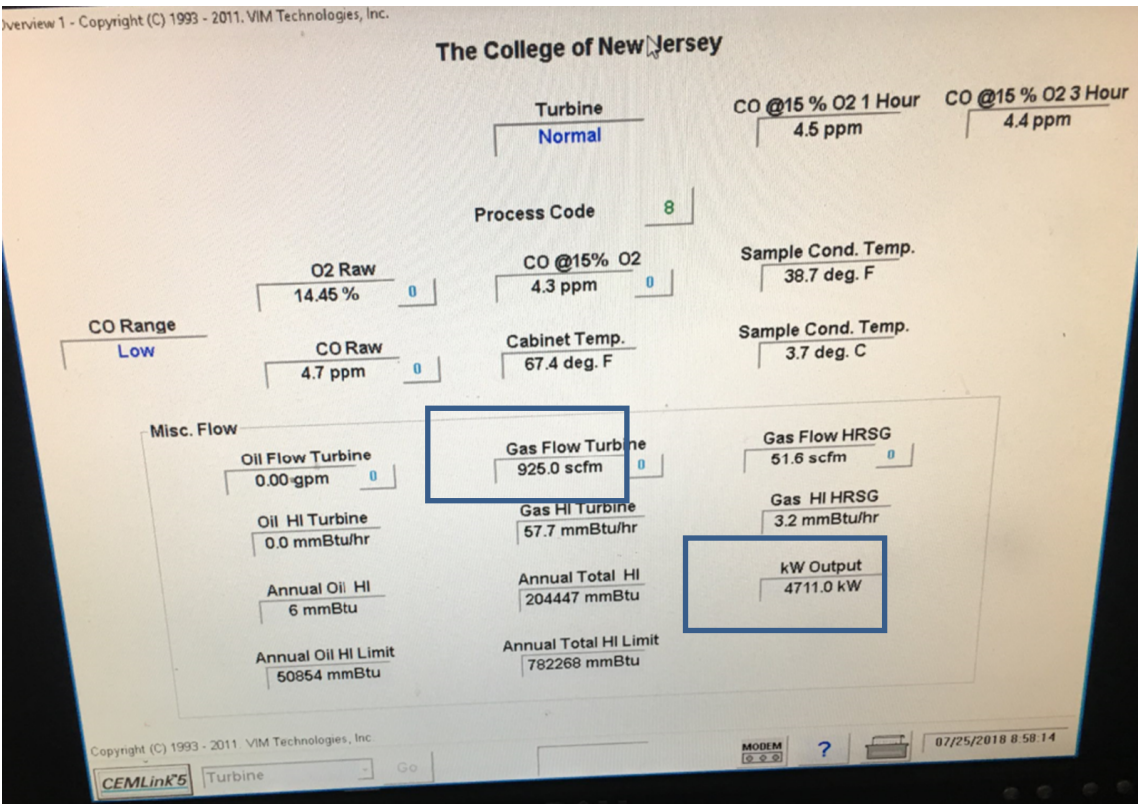 Overview 1 - Copyright (C) 1993 - 2011. VIM Technologies, Inc.
The College of New Jersey
Turbine
Normal
CO @15 % O2 1 Hour
4.5 ppm
CO @15 % O2 3 Hour
4.4 ppm
Process Code 8
O2 Raw
14.45 % 0
CO @15% O2
4.3 ppm 0
Sample Cond. Temp.
38.7 deg. F
CO Range
Low
CO Raw
4.7 ppm 0
Cabinet Temp.
67.4 deg. F
Sample Cond. Temp.
3.7 deg. C
Misc. Flow
Oil Flow Turbine
0.00 gpm 0
Gas Flow Turbine
925.0 scfm 0
Gas Flow HRSG
51.6 scfm 0
Oil HI Turbine
0.0 mmBtu/hr
Gas HI Turbine
57.7 mmBtu/hr
Gas HI HRSG
3.2 mmBtu/hr
Annual Oil HI
6 mmBtu
Annual Total HI
204447 mmBtu
kW Output
4711.0 kW
Annual Oil HI Limit
50854 mmBtu
Annual Total HI Limit
782268 mmBtu
Copyright (C) 1993 - 2011. VIM Technologies, Inc.
CEMLink5
Turbine
Go
MODEM
?
07/25/2018 8:58:14